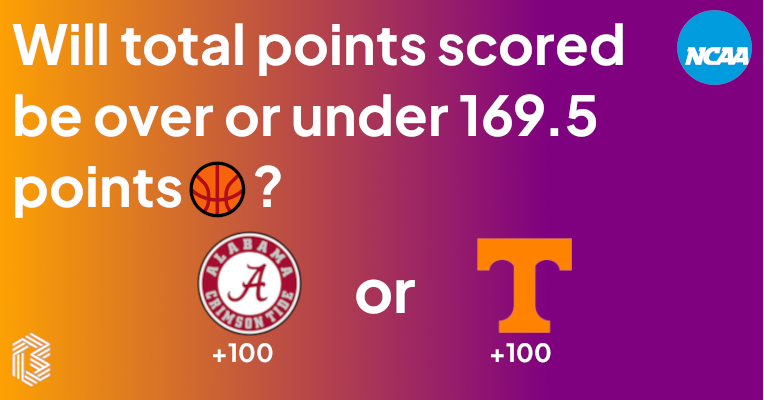 Will total points scored
NCAA
be over or under 169.5
points🏀?
ALABAMA
A
CRIMSON TIDE
or
T
+100
+100